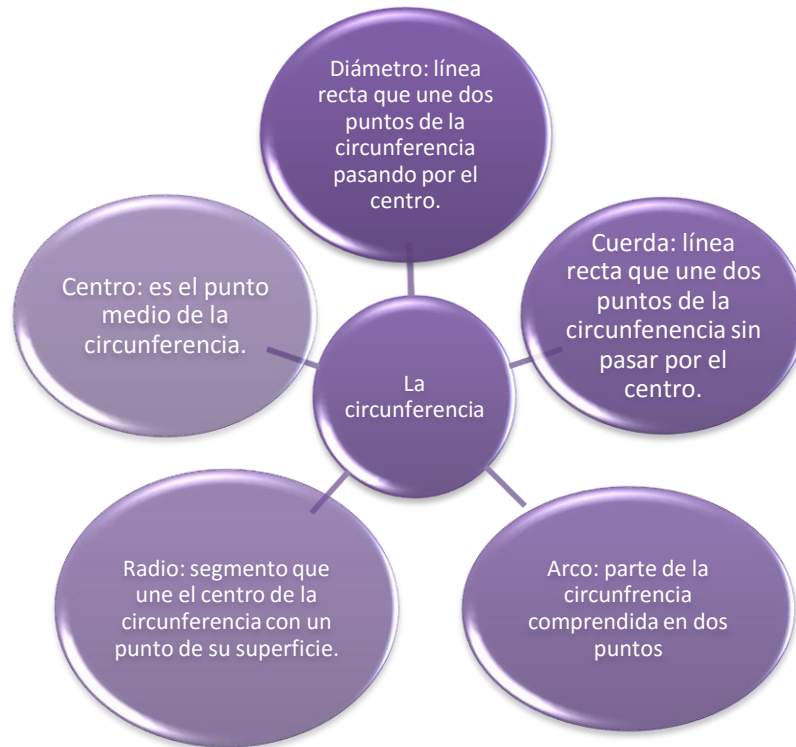 Diámetro: línea
recta que une dos
puntos de la
circunferencia
pasando por el
centro.
Centro: es el punto
medio de la
circunferencia.
Cuerda: línea
recta que une dos
puntos de la
circunfenencia sin
pasar por el
centro.
La
circunferencia
Radio: segmento que
une el centro de la
circunferencia con un
punto de su superficie.
Arco: parte de la
circunfrencia
comprendida en dos
puntos